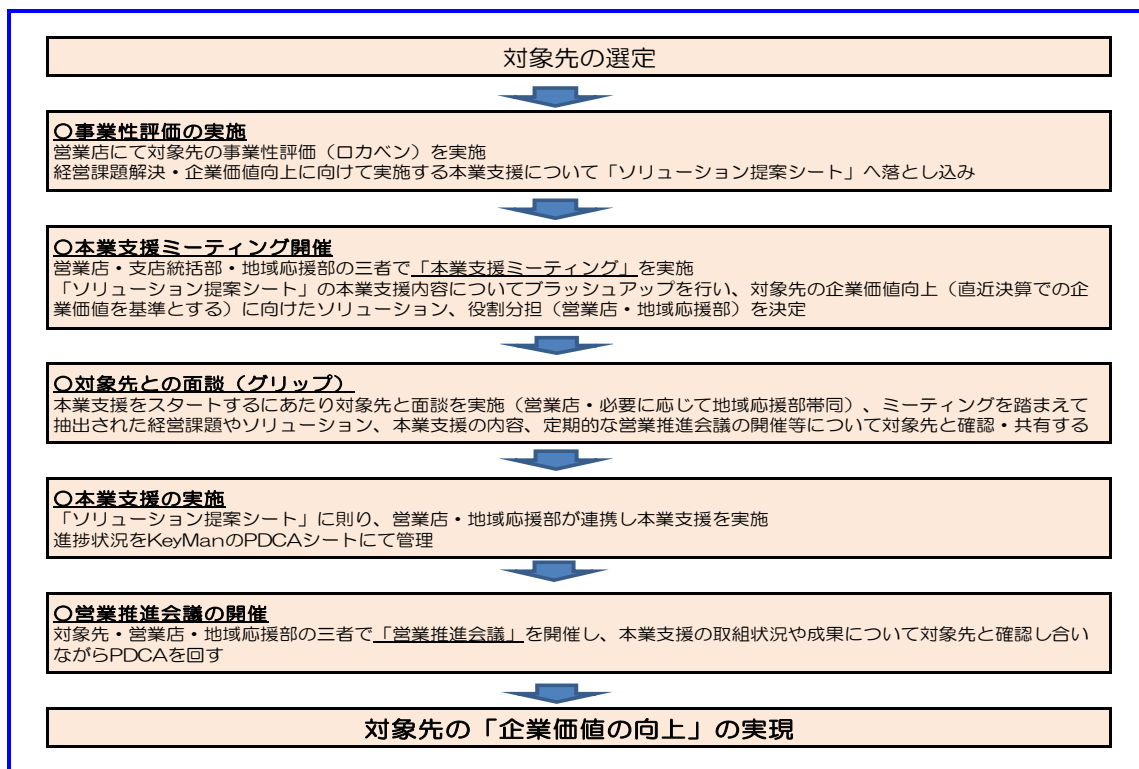 対象先の選定
〇事業性評価の実施
営業店にて対象先の事業性評価（ロカベン）を実施
経営課題解決・企業価値向上に向けて実施する本業支援について「ソリューション提案シート」へ落とし込み
〇本業支援ミーティング開催
営業店・支店統括部・地域応援部の三者で「本業支援ミーティング」を実施
「ソリューション提案シート」の本業支援内容についてブラッシュアップを行い、対象先の企業価値向上（直近決算での企
業価値を基準とする）に向けたソリューション、役割分担（営業店・地域応援部）を決定
〇対象先との面談（グリップ）
本業支援をスタートするにあたり対象先と面談を実施（営業店・必要に応じて地域応援部帯同）、ミーティングを踏まえて
抽出された経営課題やソリューション、本業支援の内容、定期的な営業推進会議の開催等について対象先と確認・共有する
〇本業支援の実施
「ソリューション提案シート」に則り、営業店・地域応援部が連携し本業支援を実施
進捗状況をKeyManのPDCAシートにて管理
〇営業推進会議の開催
対象先・営業店・地域応援部の三者で「営業推進会議」を開催し、本業支援の取組状況や成果について対象先と確認し合い
ながらPDCAを回す
対象先の「企業価値の向上」の実現